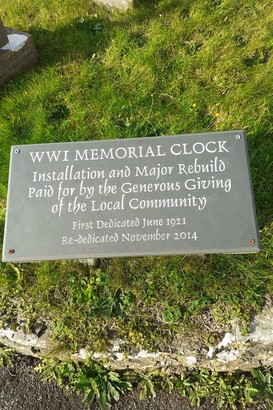 WWI MEMORIAL CLOCK
Installation and Major Rebuild
Paid for by the Generous Giving
of the Local Community
First Dedicated June 1921
Re-dedicated November 2014